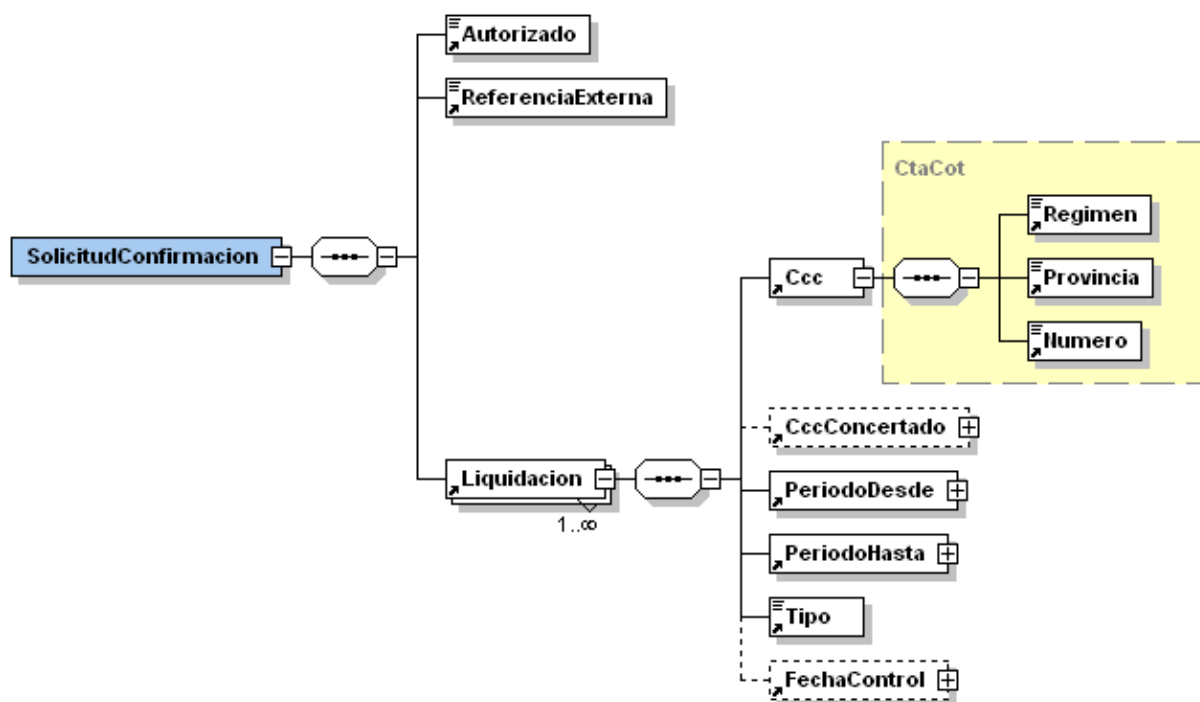 Autorizado
ReferenciaExterna
CtaCot
Regimen
SolicitudConfirmacion
Ccc
Provincia
Numero
CccConcertado
Liquidacion
PeriodoDesde
1..∞
PeriodoHasta
Tipo
FechaControl